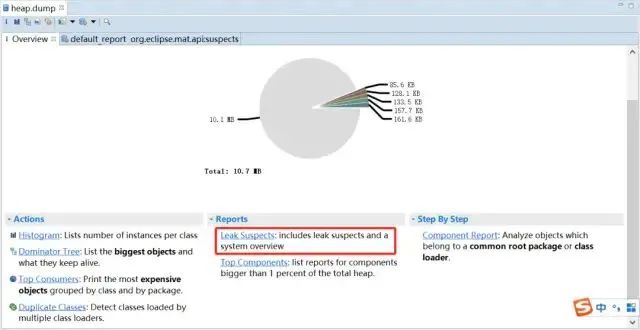 heap.dump
Overview default_report org.eclipse.mat.api:suspects
85.6 KB
128.1 KB
133.5 KB
157.7 KB
161.6 KB
10.1 MB
Total: 10.7 MB
Actions
Histogram: Lists number of instances per class
Dominator Tree: List the biggest objects and
what they keep alive.
Top Consumers: Print the most expensive
objects grouped by class and by package.
Duplicate Classes: Detect classes loaded by
multiple class loaders.
Reports
Leak Suspects: includes leak suspects and a
system overview
Top Components: list reports for components
bigger than 1 percent of the total heap.
Step By Step
Component Report: Analyze objects which
belong to a common root package or class
loader.
S 中